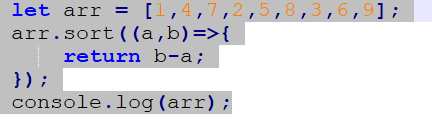 let arr = [1,4,7,2,5,8,3,6,9];
arr.sort((a,b)=>{
    return b-a;
});
console.log(arr);